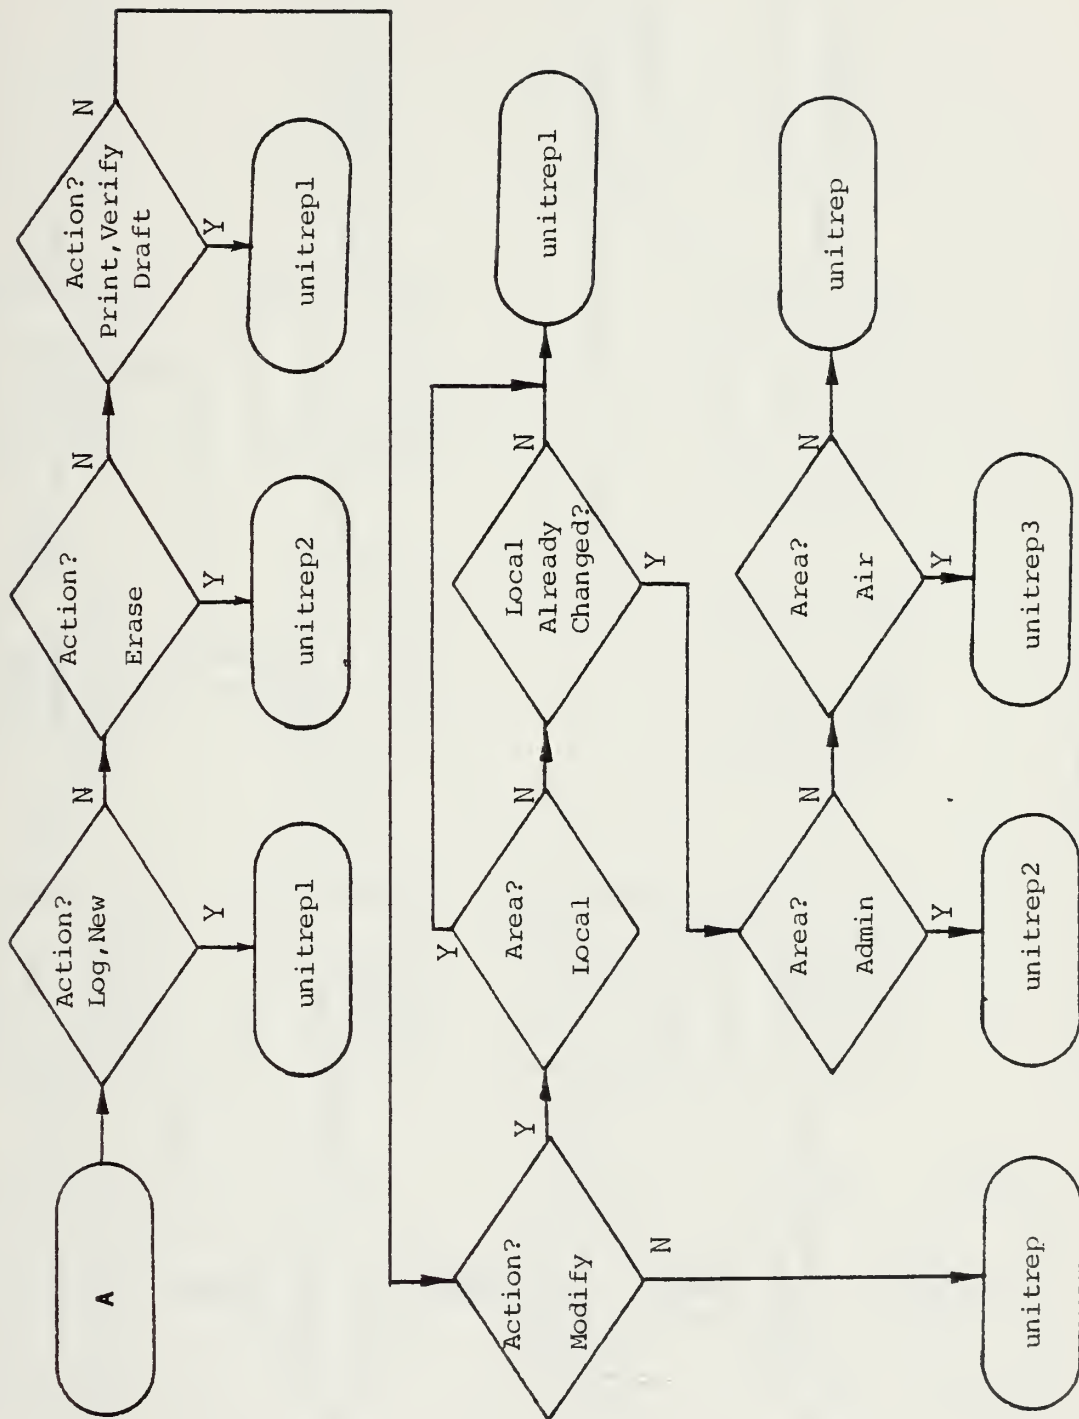 A
Action?
Log,New
N
Y
unitrep1
Action?
Erase
N
Y
unitrep2
Action?
Print,Verify
Draft
N
Y
unitrep1
Action?
Modify
Y
N
unitrep
Area?
Local
Y
N
Local
Already
Changed?
N
Y
unitrep1
Area?
Admin
N
Y
unitrep2
Area?
Air
N
Y
unitrep3
unitrep